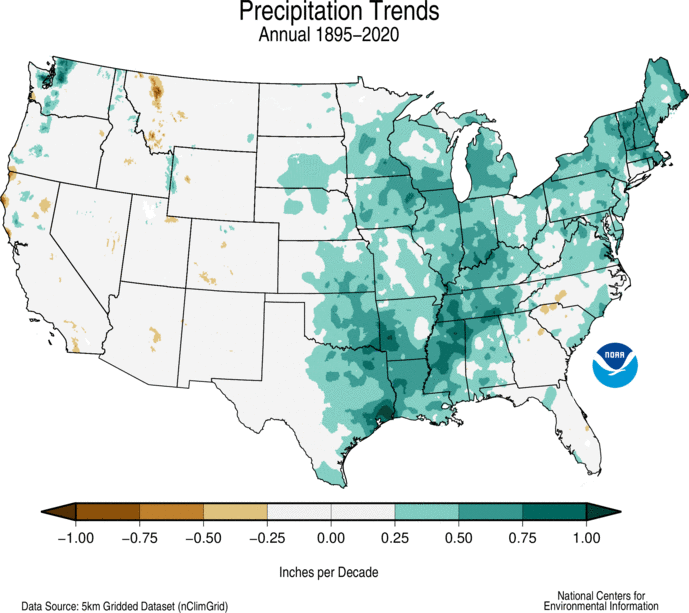 Precipitation Trends
Annual 1895–2020
NOAA
−1.00 −0.75 −0.50 −0.25 0.00 0.25 0.50 0.75 1.00
Inches per Decade
Data Source: 5km Gridded Dataset (nClimGrid)
National Centers for
Environmental Information